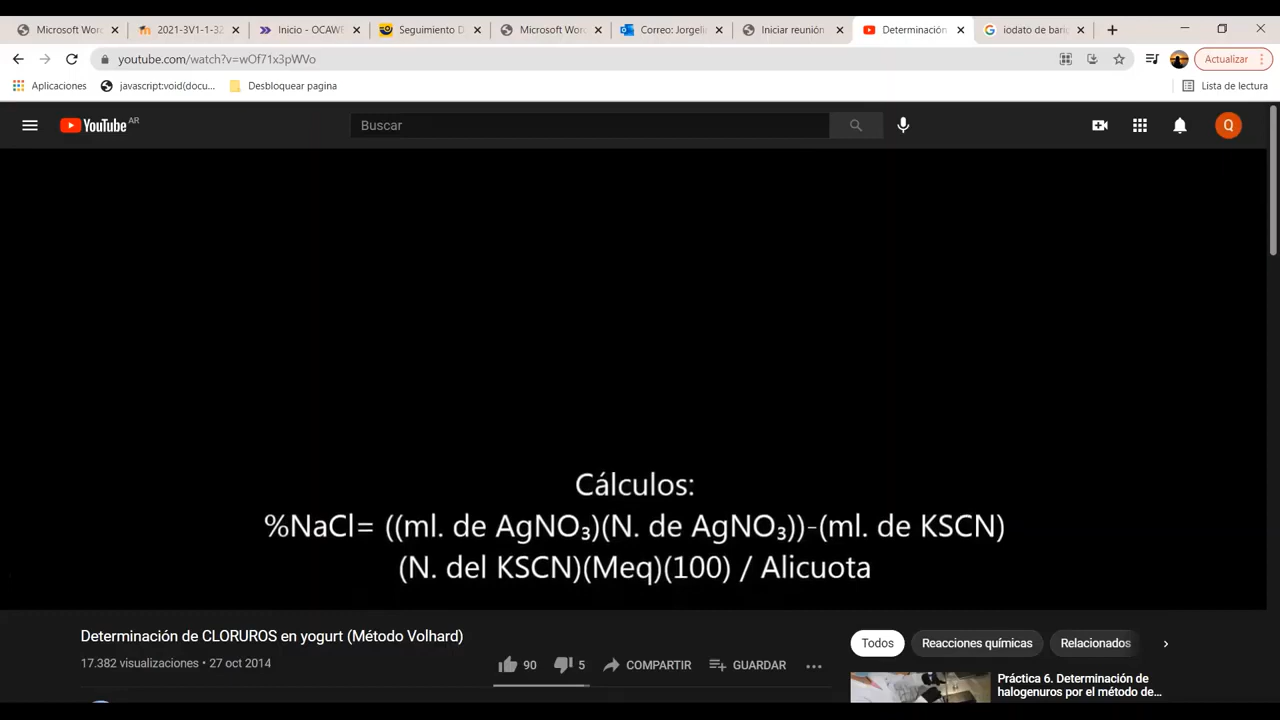 Microsoft Wor
2021-3V1-1-32
Inicio - OCAWE
Seguimiento D
Microsoft Wor
Correo: Jorgeli
Iniciar reunión
Determinación
iodato de bario
youtube.com/watch?v=wOf71x3pWVo
Actualizar
Aplicaciones
javascript:void(docu...
Desbloquear pagina
Lista de lectura
YouTube AR
Buscar
Q
Cálculos:
%NaCl= ((ml. de AgNO₃)(N. de AgNO₃))-(ml. de KSCN)
(N. del KSCN)(Meq)(100) / Alicuota
Determinación de CLORUROS en yogurt (Método Volhard)
17.382 visualizaciones • 27 oct 2014
90
5
COMPARTIR
GUARDAR
Todos
Reacciones químicas
Relacionados
Práctica 6. Determinación de
halogenuros por el método de...